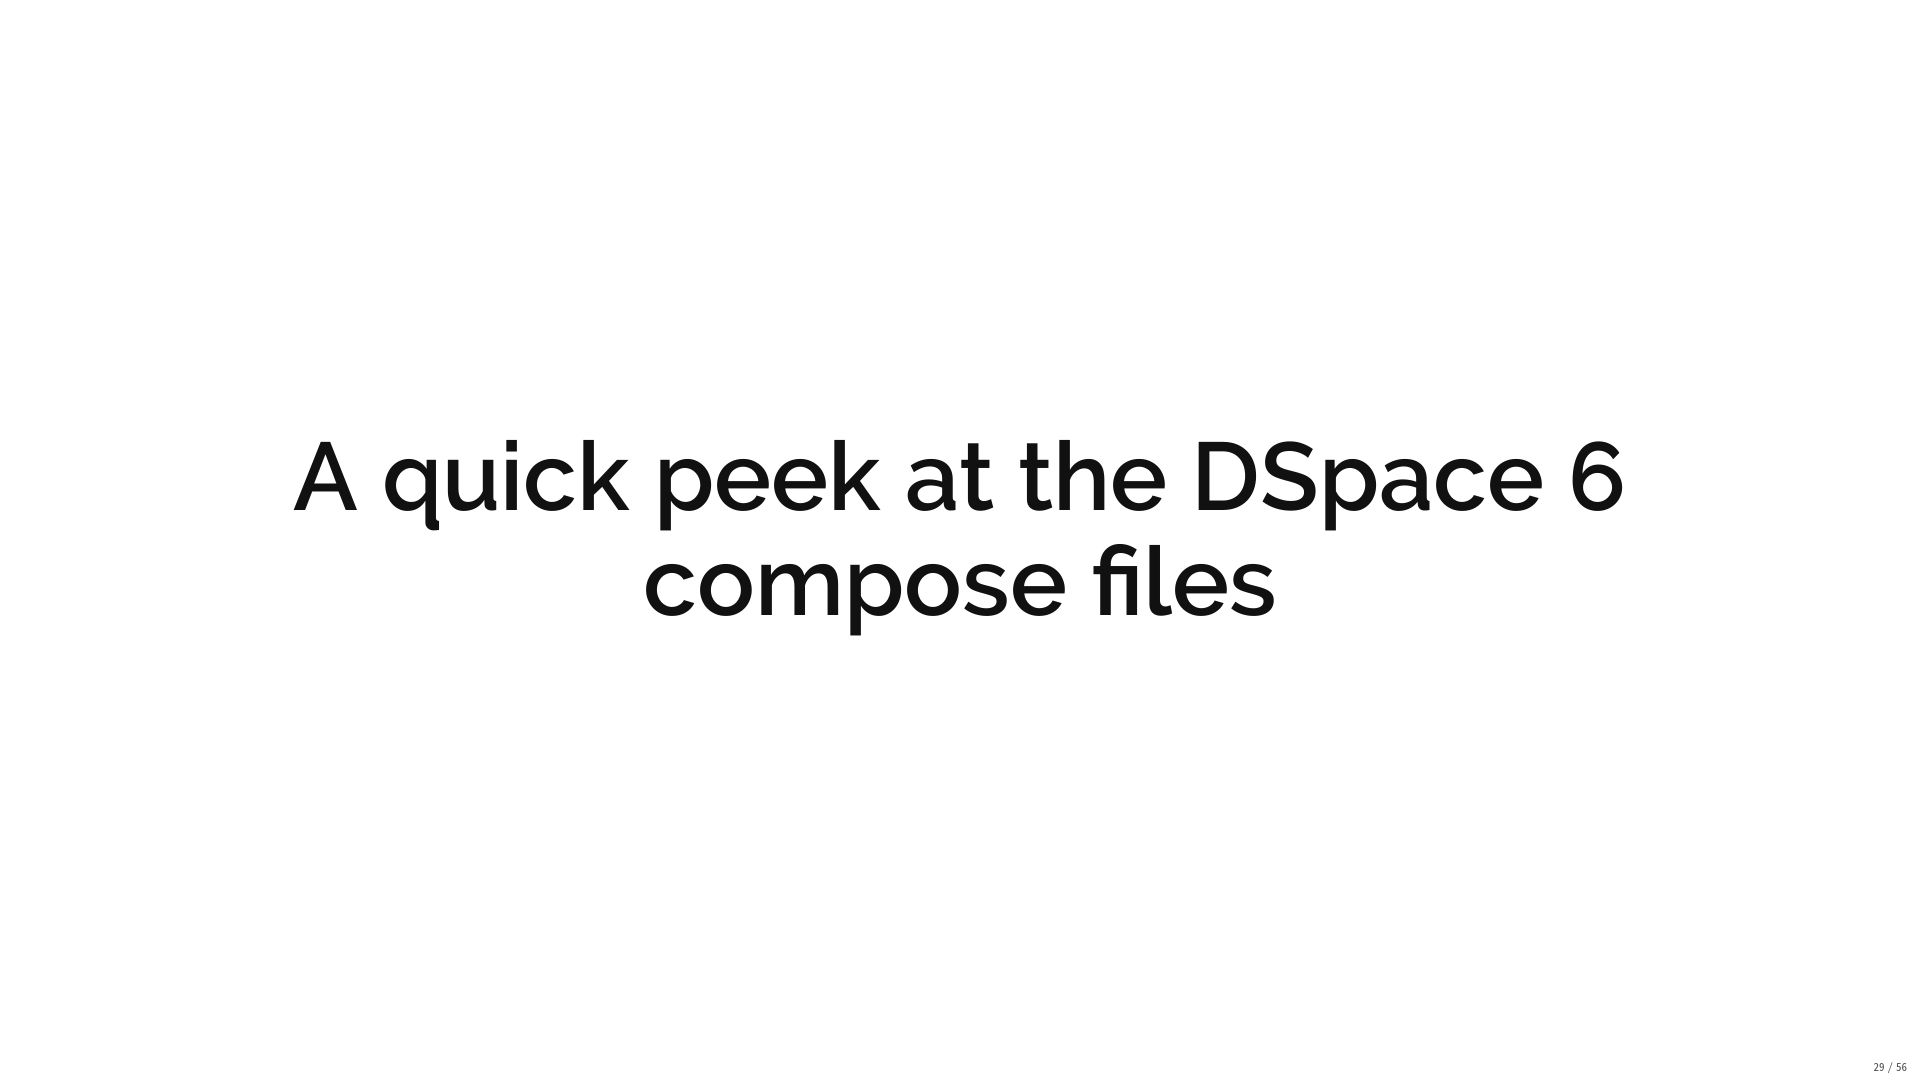 A quick peek at the DSpace 6
compose files
29 / 56